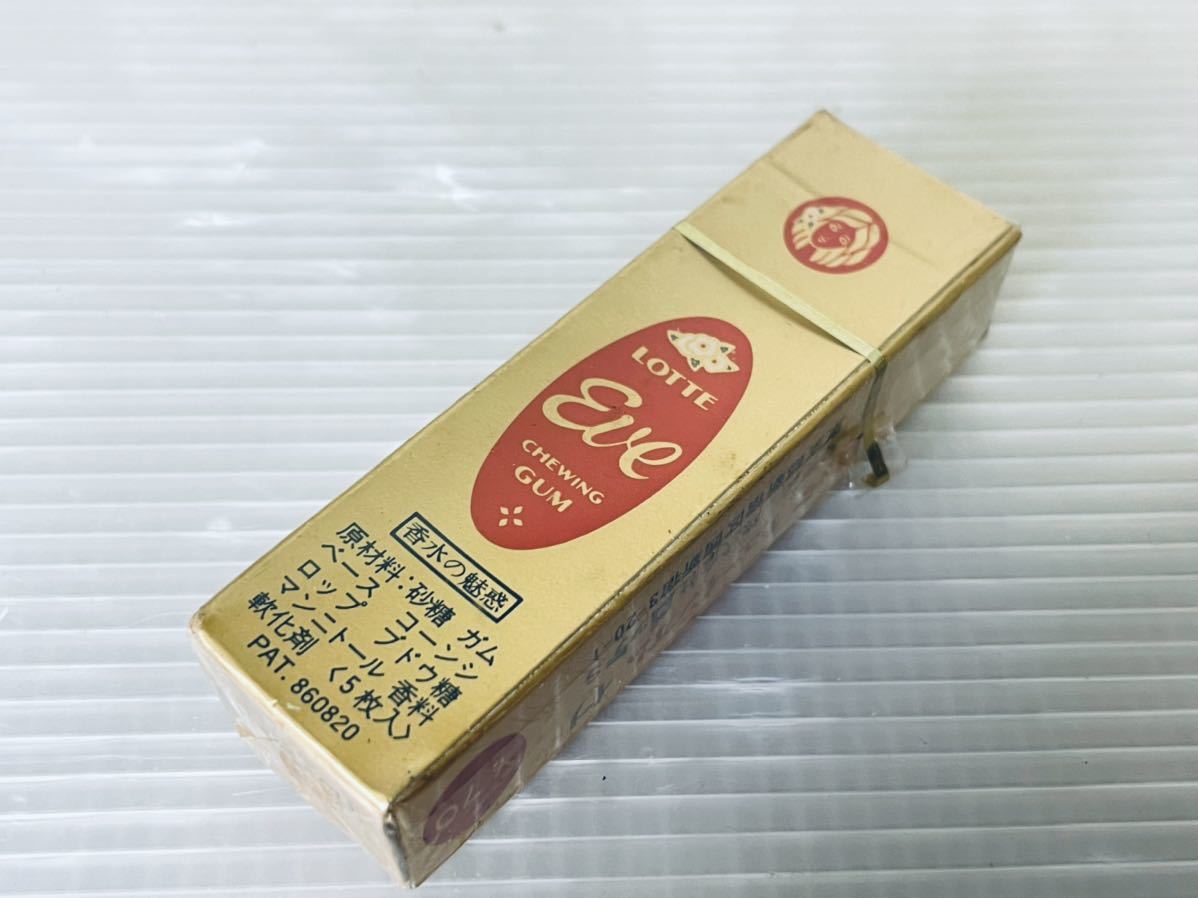 LOTTE
Eve
CHEWING
GUM
香水の魅惑
原材料:砂糖 ガム
ベース コーンシ
ロップ ブドウ糖
マンニトール 香料
軟化剤 〈5枚入〉
PAT. 860820